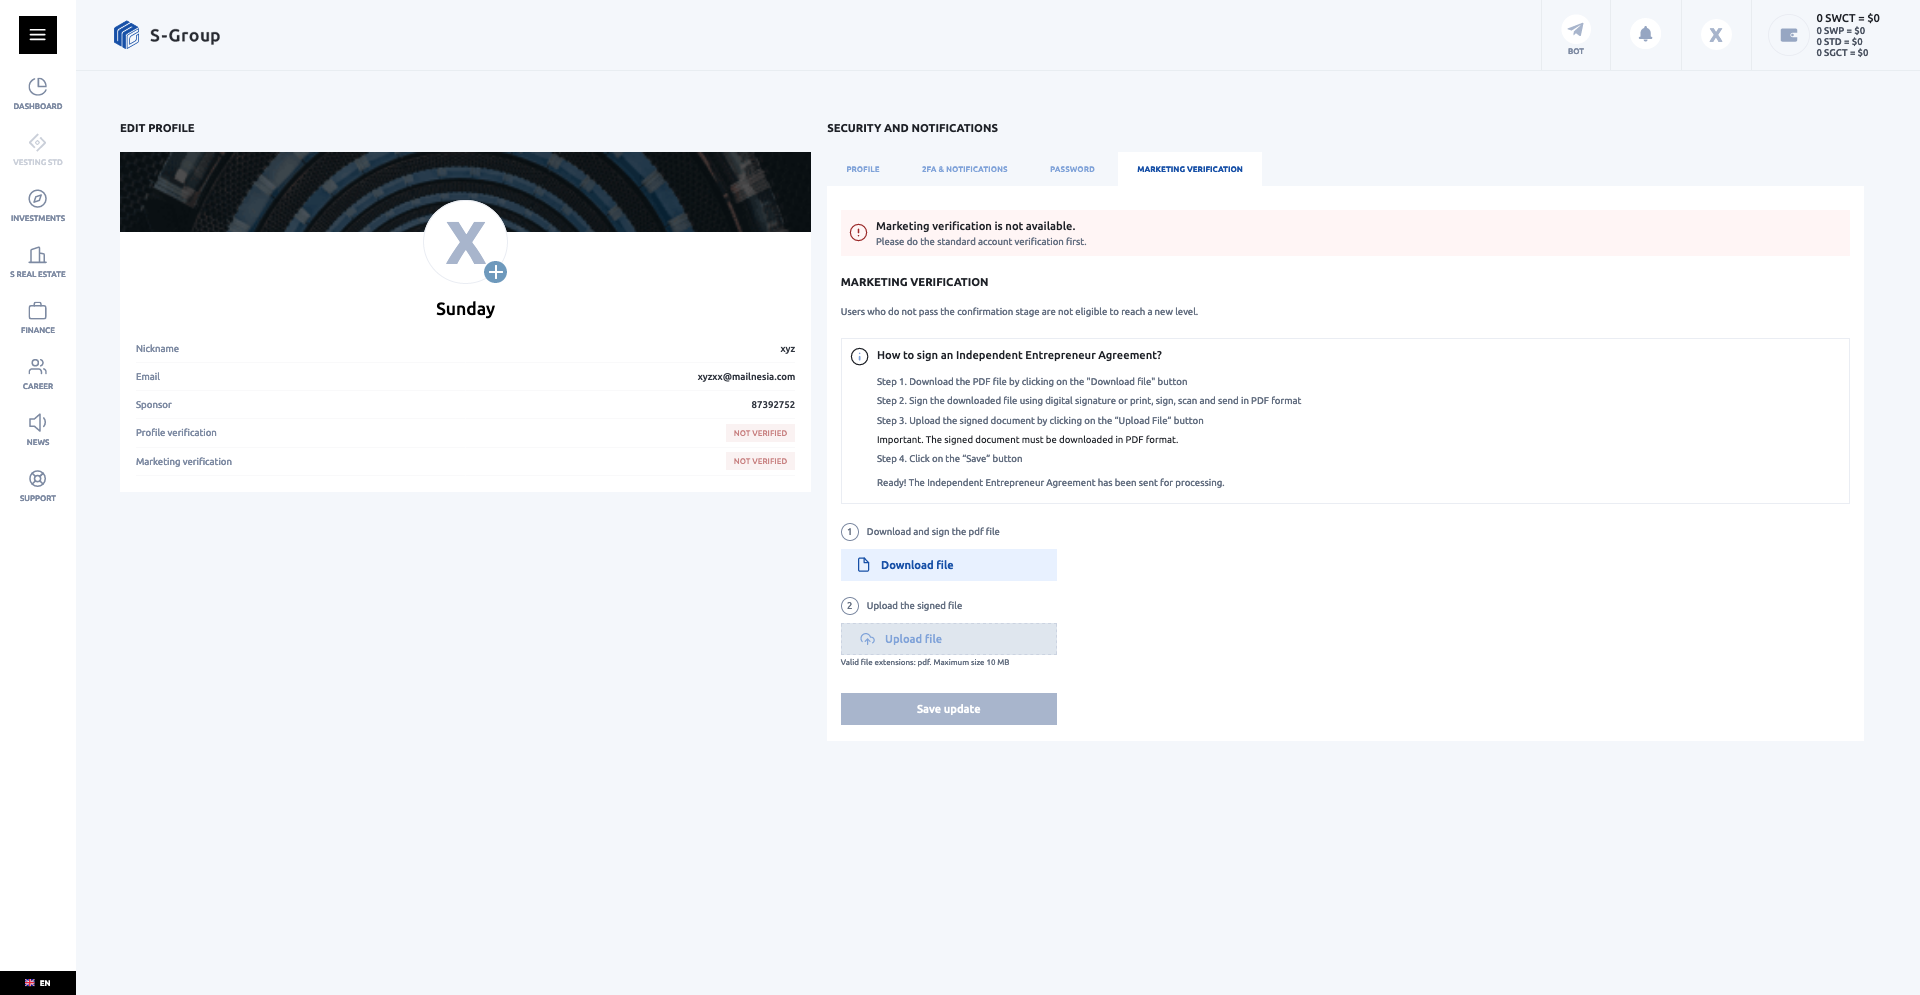 S-Group
BOT
X
0 SWCT = $0
0 SWP = $0
0 STD = $0
0 SGCT = $0
DASHBOARD
VESTING STD
INVESTMENTS
S REAL ESTATE
FINANCE
CAREER
NEWS
SUPPORT
EN
EDIT PROFILE
X
Sunday
Nickname xyz
Email xyzxx@mailnesia.com
Sponsor 87392752
Profile verification NOT VERIFIED
Marketing verification NOT VERIFIED
SECURITY AND NOTIFICATIONS
PROFILE 2FA & NOTIFICATIONS PASSWORD MARKETING VERIFICATION
Marketing verification is not available.
Please do the standard account verification first.
MARKETING VERIFICATION
Users who do not pass the confirmation stage are not eligible to reach a new level.
How to sign an Independent Entrepreneur Agreement?
Step 1. Download the PDF file by clicking on the "Download file" button
Step 2. Sign the downloaded file using digital signature or print, sign, scan and send in PDF format
Step 3. Upload the signed document by clicking on the “Upload File” button
Important. The signed document must be downloaded in PDF format.
Step 4. Click on the “Save” button
Ready! The Independent Entrepreneur Agreement has been sent for processing.
1 Download and sign the pdf file
Download file
2 Upload the signed file
Upload file
Valid file extensions: pdf. Maximum size 10 MB
Save update